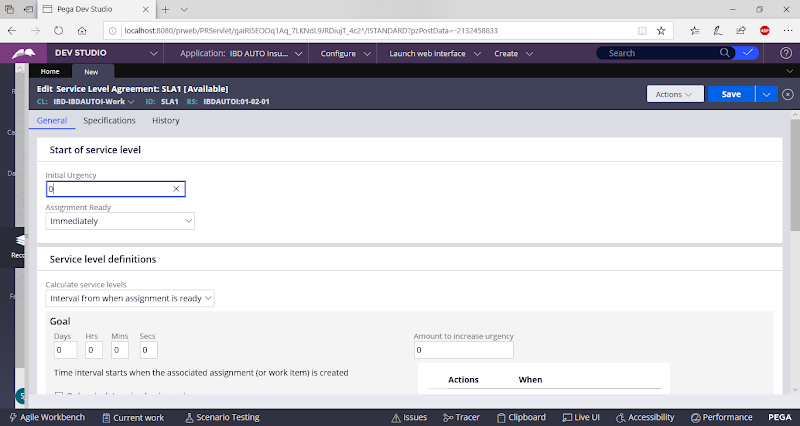 Pega Dev Studio
localhost:8080/prweb/PRServlet/gaiRl5EOOq1Aq_7LKNdL9JRDiujT_4c2*/!STANDARD?pzPostData=-2132458833
DEV STUDIO Application: IBD AUTO Insu... Configure Launch web interface Create Search
Home New
Edit Service Level Agreement: SLA1 [Available]
CL: IBD-IBDAUTOI-Work ID: SLA1 RS: IBDAUTOI:01-02-01
Actions Save
General Specifications History
Start of service level
Initial Urgency
0
Assignment Ready
Immediately
Service level definitions
Calculate service levels
Interval from when assignment is ready
Goal
Days Hrs Mins Secs Amount to increase urgency
0 0 0 0 0
Time interval starts when the associated assignment (or work item) is created
Actions When
Agile Workbench Current work Scenario Testing Issues Tracer Clipboard Live UI Accessibility Performance PEGA